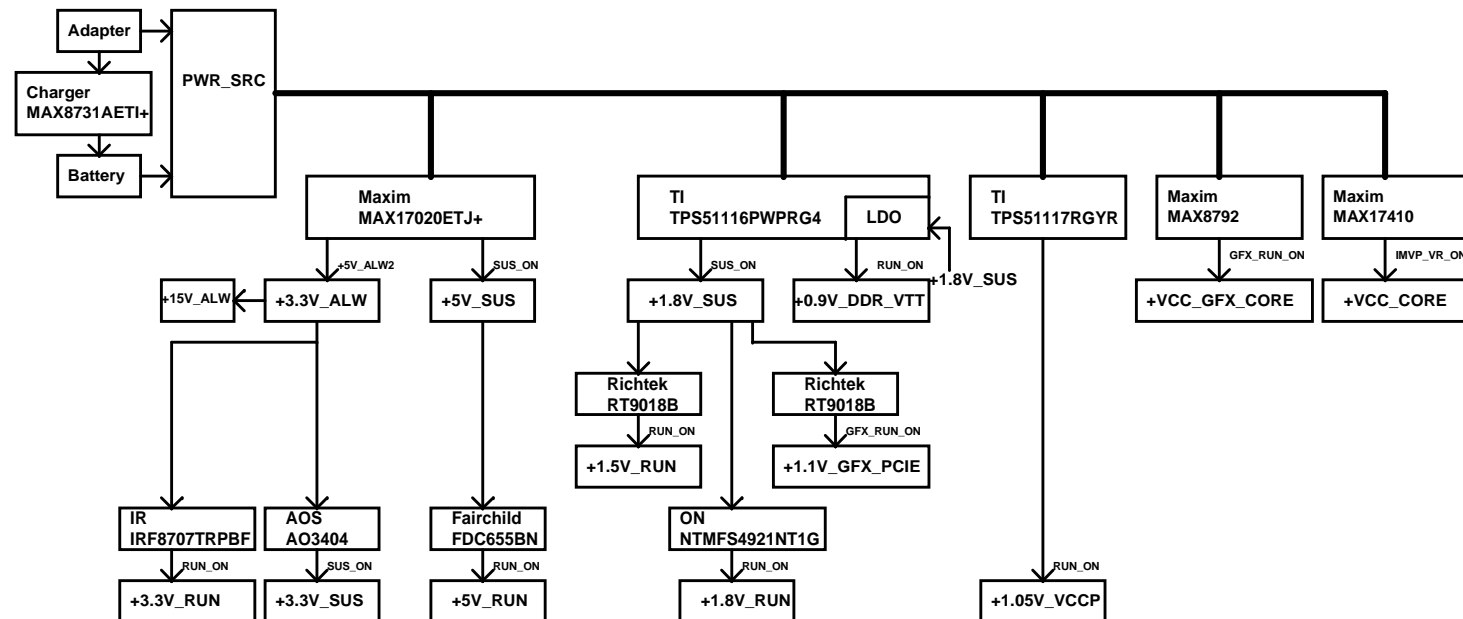 Adapter
PWR_SRC
Charger
MAX8731AETI+
Battery
Maxim
MAX17020ETJ+
TI
TPS51116PWPRG4
LDO
TI
TPS51117RGYR
Maxim
MAX8792
Maxim
MAX17410
+5V_ALW2
SUS_ON
SUS_ON
RUN_ON
+1.8V_SUS
GFX_RUN_ON
IMVP_VR_ON
+15V_ALW
+3.3V_ALW
+5V_SUS
+1.8V_SUS
+0.9V_DDR_VTT
+VCC_GFX_CORE
+VCC_CORE
Richtek
RT9018B
Richtek
RT9018B
RUN_ON
GFX_RUN_ON
+1.5V_RUN
+1.1V_GFX_PCIE
IR
IRF8707TRPBF
AOS
AO3404
Fairchild
FDC655BN
ON
NTMFS4921NT1G
RUN_ON
SUS_ON
RUN_ON
RUN_ON
RUN_ON
+3.3V_RUN
+3.3V_SUS
+5V_RUN
+1.8V_RUN
+1.05V_VCCP